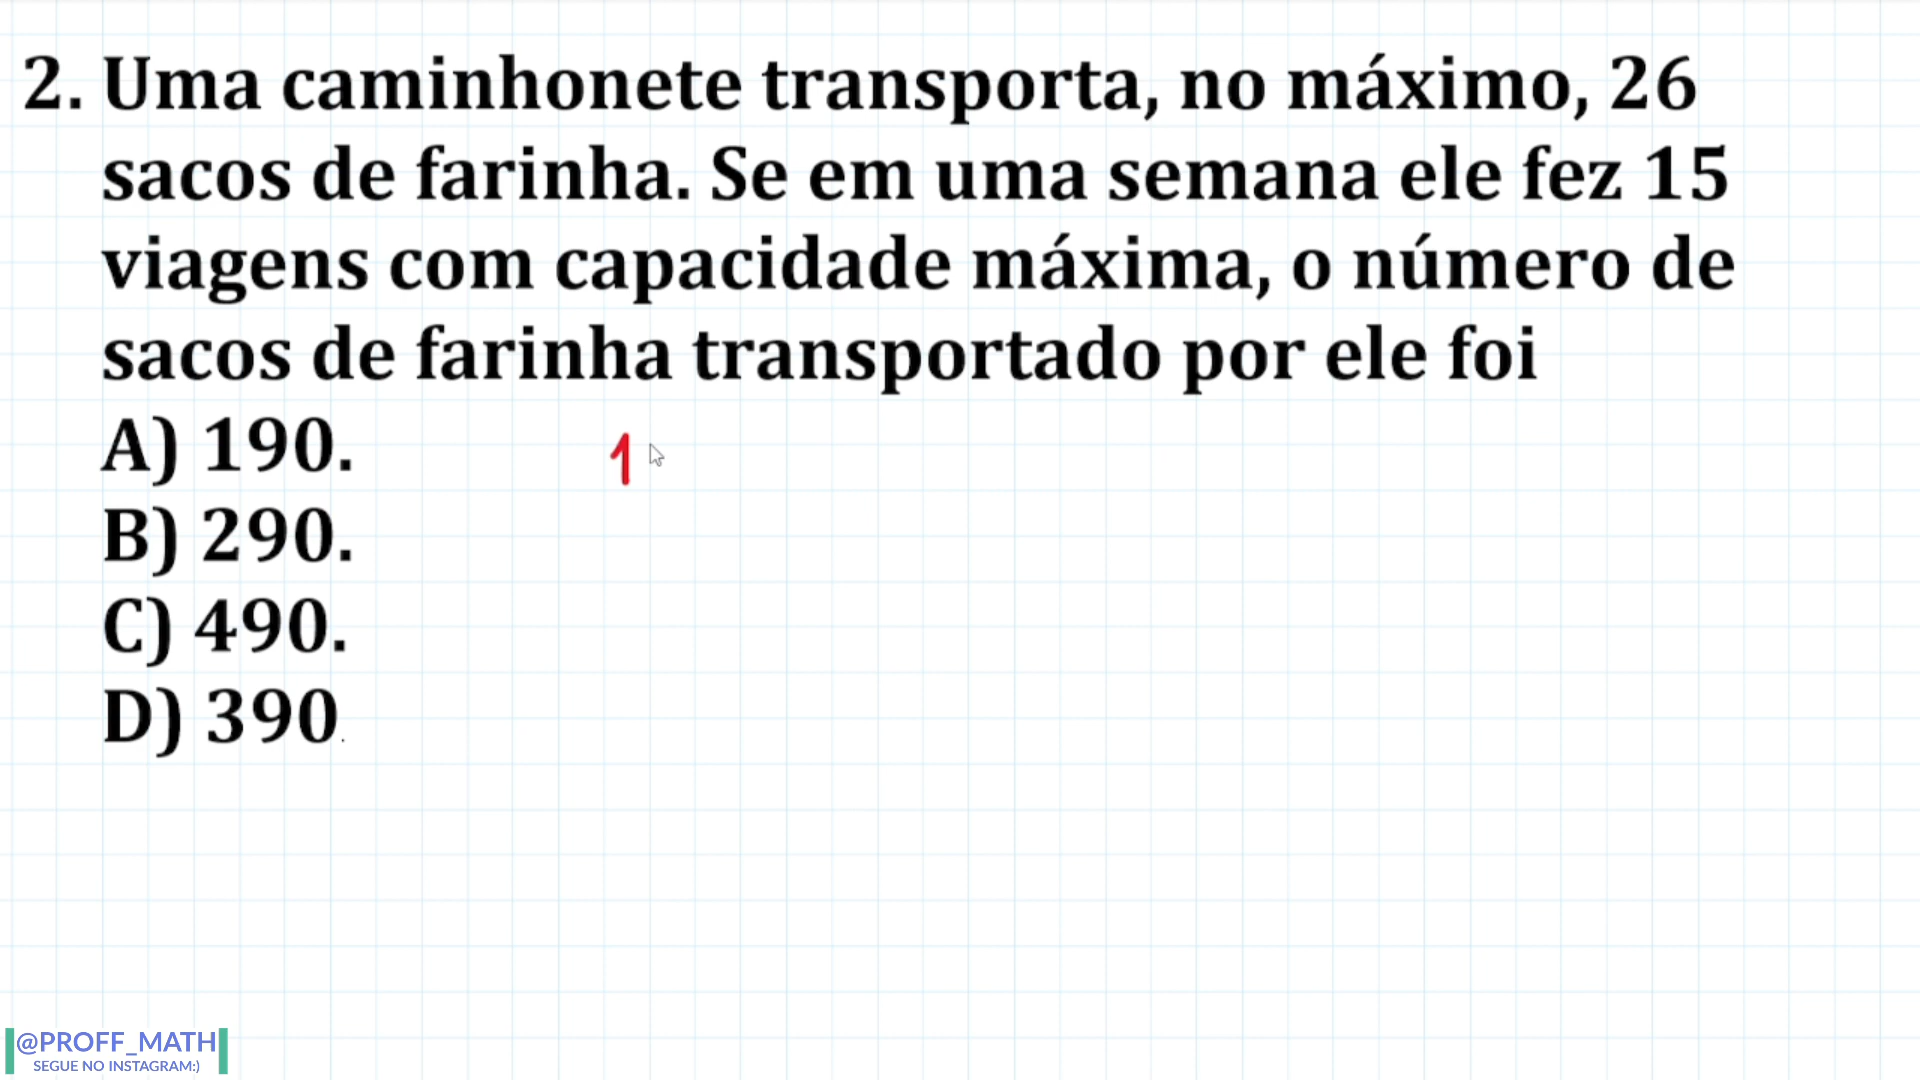 2. Uma caminhonete transporta, no máximo, 26
sacos de farinha. Se em uma semana ele fez 15
viagens com capacidade máxima, o número de
sacos de farinha transportado por ele foi
A) 190.
1
B) 290.
C) 490.
D) 390.
@PROFF_MATH
SEGUE NO INSTAGRAM:)